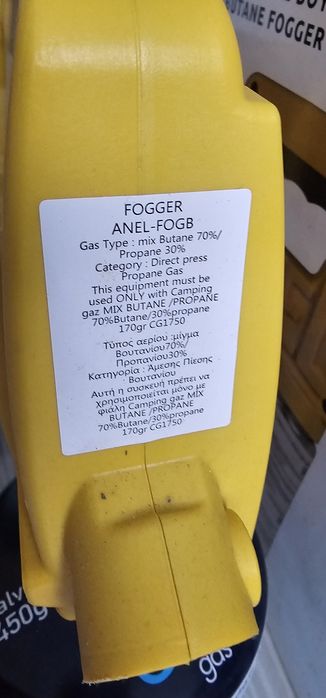 BUTANE FOGGER
FOGGER
ANEL-FOGB
Gas Type : mix Butane 70%/
Propane 30%
Category : Direct press
Propane Gas
This equipment must be
used ONLY with Camping
gaz MIX BUTANE /PROPANE
70%Butane/30%propane
170gr CG1750
Τύπος αερίου :μίγμα
Βουτανίου70%/
Προπανίου30%
Κατηγορία : Άμεσης Πίεσης
Βουτανίου
Αυτή η συσκευή πρέπει να
χρησιμοποιείται μόνο με
φιάλη Camping gaz MIX
BUTANE /PROPANE
70%Butane/30%propane
170gr CG1750
450g
gas